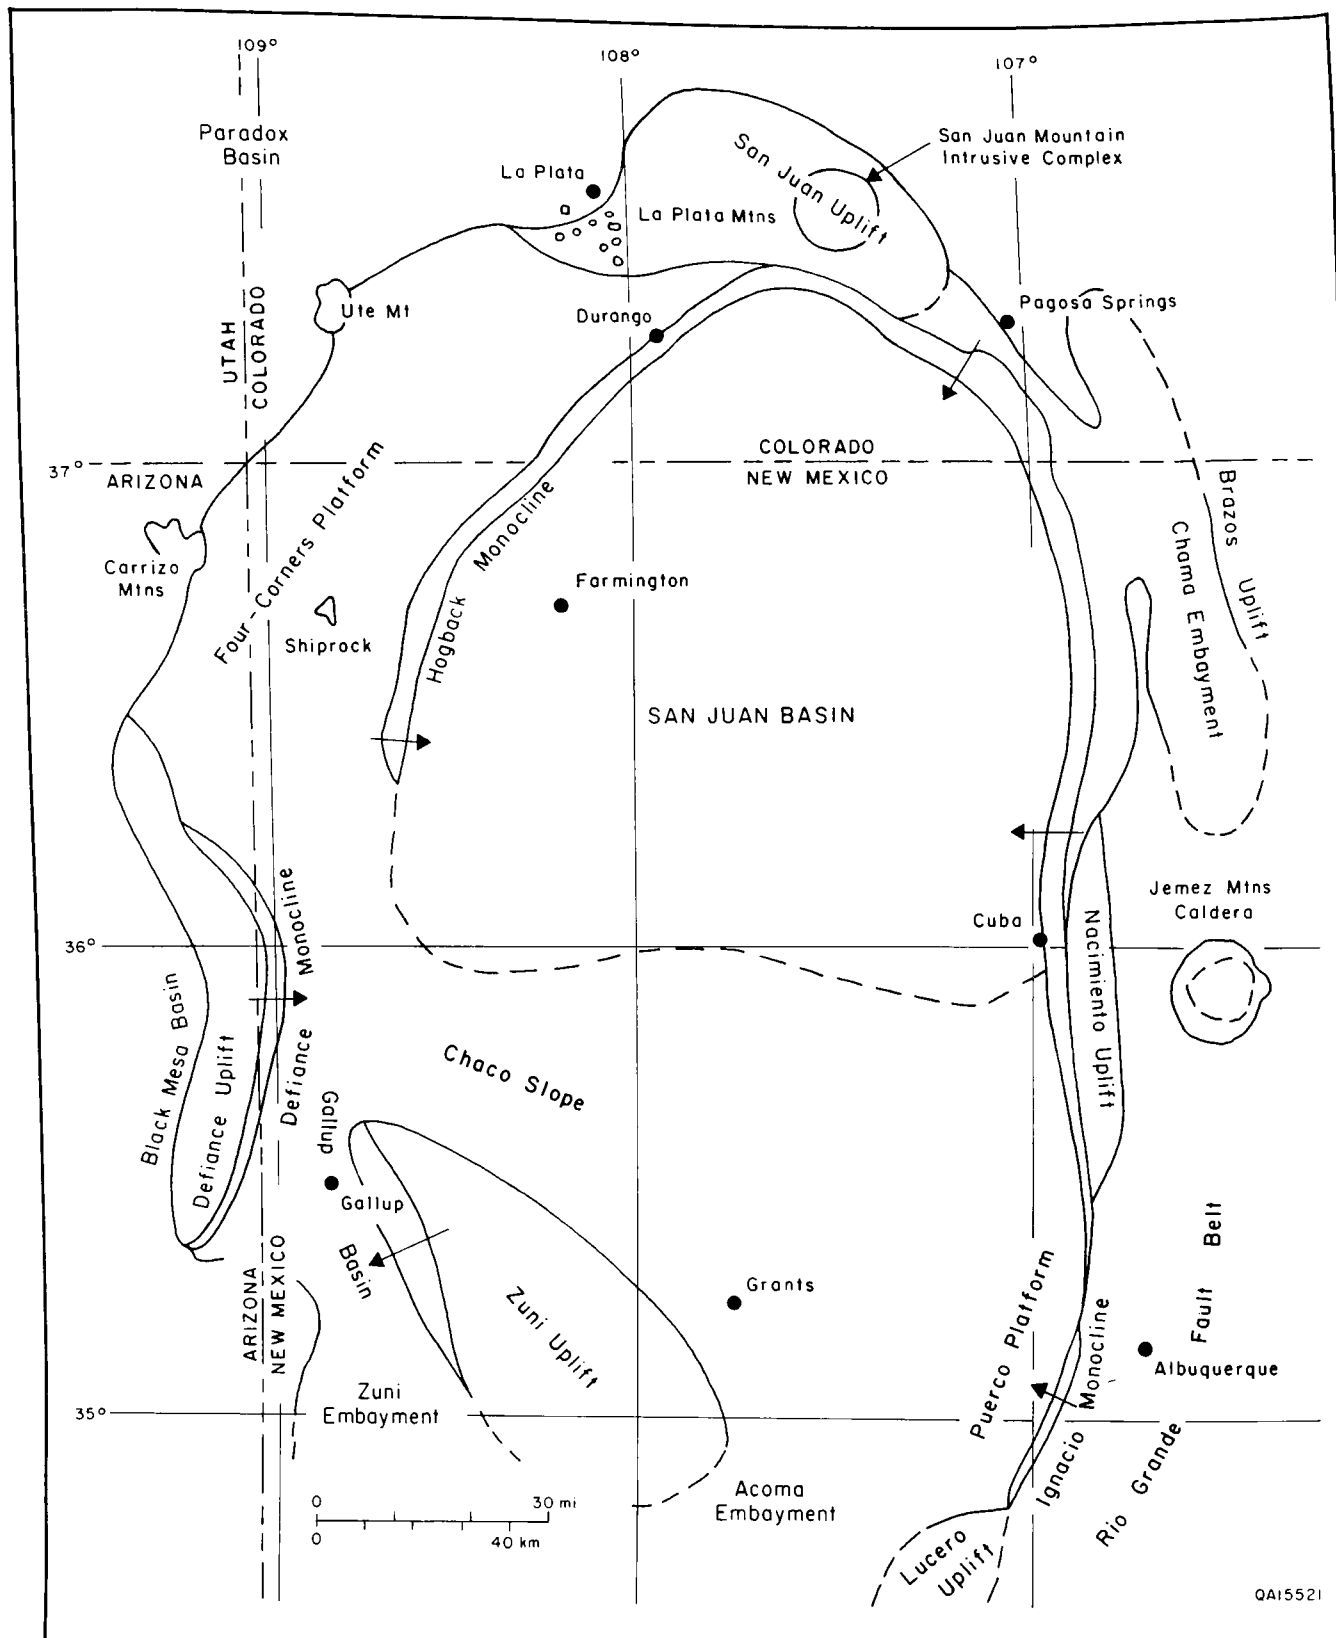 109°
108°
107°
Paradox
Basin
San Juan Mountain
Intrusive Complex
La Plata
San Juan Uplift
La Plata Mtns
Ute Mt
Durango
Pagosa Springs
UTAH
COLORADO
37°
ARIZONA
COLORADO
NEW MEXICO
Four-Corners Platform
Hogback Monocline
Brazos Uplift
Chama Embayment
Carrizo
Mtns
Farmington
Shiprock
SAN JUAN BASIN
Jemez Mtns
Caldera
Cuba
36°
Nacimiento Uplift
Defiance Monocline
Black Mesa Basin
Defiance Uplift
Chaco Slope
Gallup
Basin
Gallup
Zuni Uplift
Grants
ARIZONA
NEW MEXICO
Puerco Platform
Ignacio Monocline
Rio Grande Fault Belt
Albuquerque
35°
Zuni
Embayment
Acoma
Embayment
0 30 mi
0 40 km
Lucero
Uplift
QA15521